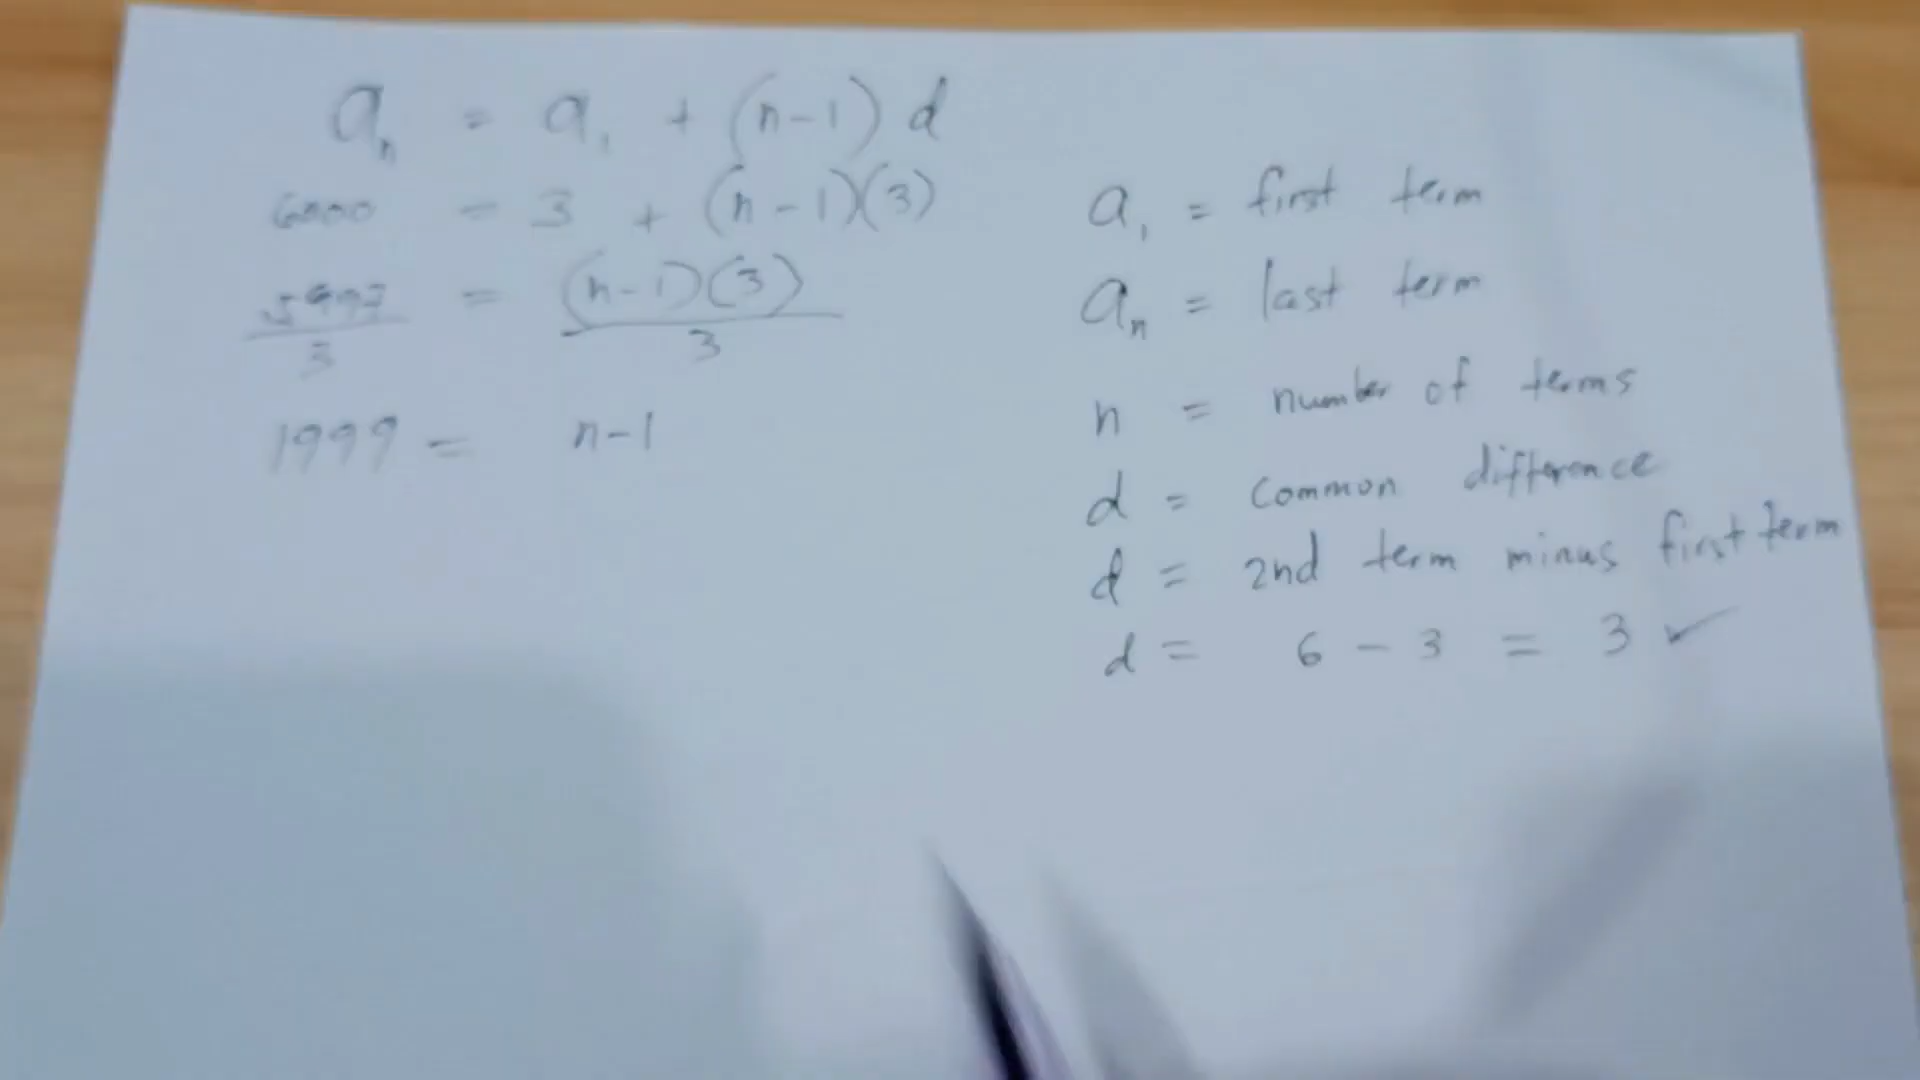 aₙ = a₁ + (n-1) d
6000 = 3 + (n-1)(3)
5997 = (n-1)(3)
3 3
1999 = n-1
a₁ = first term
aₙ = last term
n = number of terms
d = common difference
d = 2nd term minus first term
d = 6 - 3 = 3 ✓